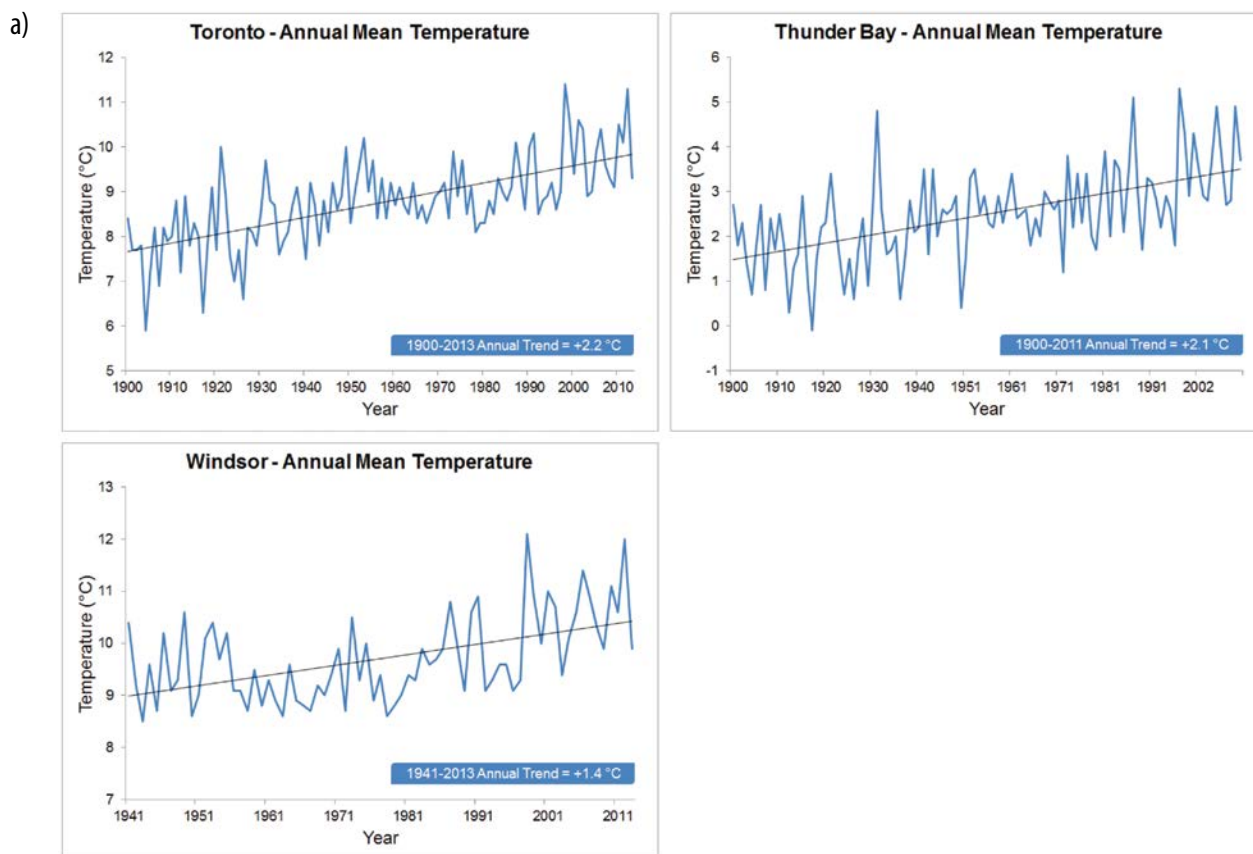 a)
Toronto - Annual Mean Temperature
12
11
10
9
8
7
6
5
Temperature (°C)
1900 1910 1920 1930 1940 1950 1960 1970 1980 1990 2000 2010
Year
1900-2013 Annual Trend = +2.2 °C
Thunder Bay - Annual Mean Temperature
6
5
4
3
2
1
0
-1
Temperature (°C)
1900 1910 1920 1930 1940 1951 1961 1971 1981 1991 2002
Year
1900-2011 Annual Trend = +2.1 °C
Windsor - Annual Mean Temperature
13
12
11
10
9
8
7
Temperature (°C)
1941 1951 1961 1971 1981 1991 2001 2011
Year
1941-2013 Annual Trend = +1.4 °C